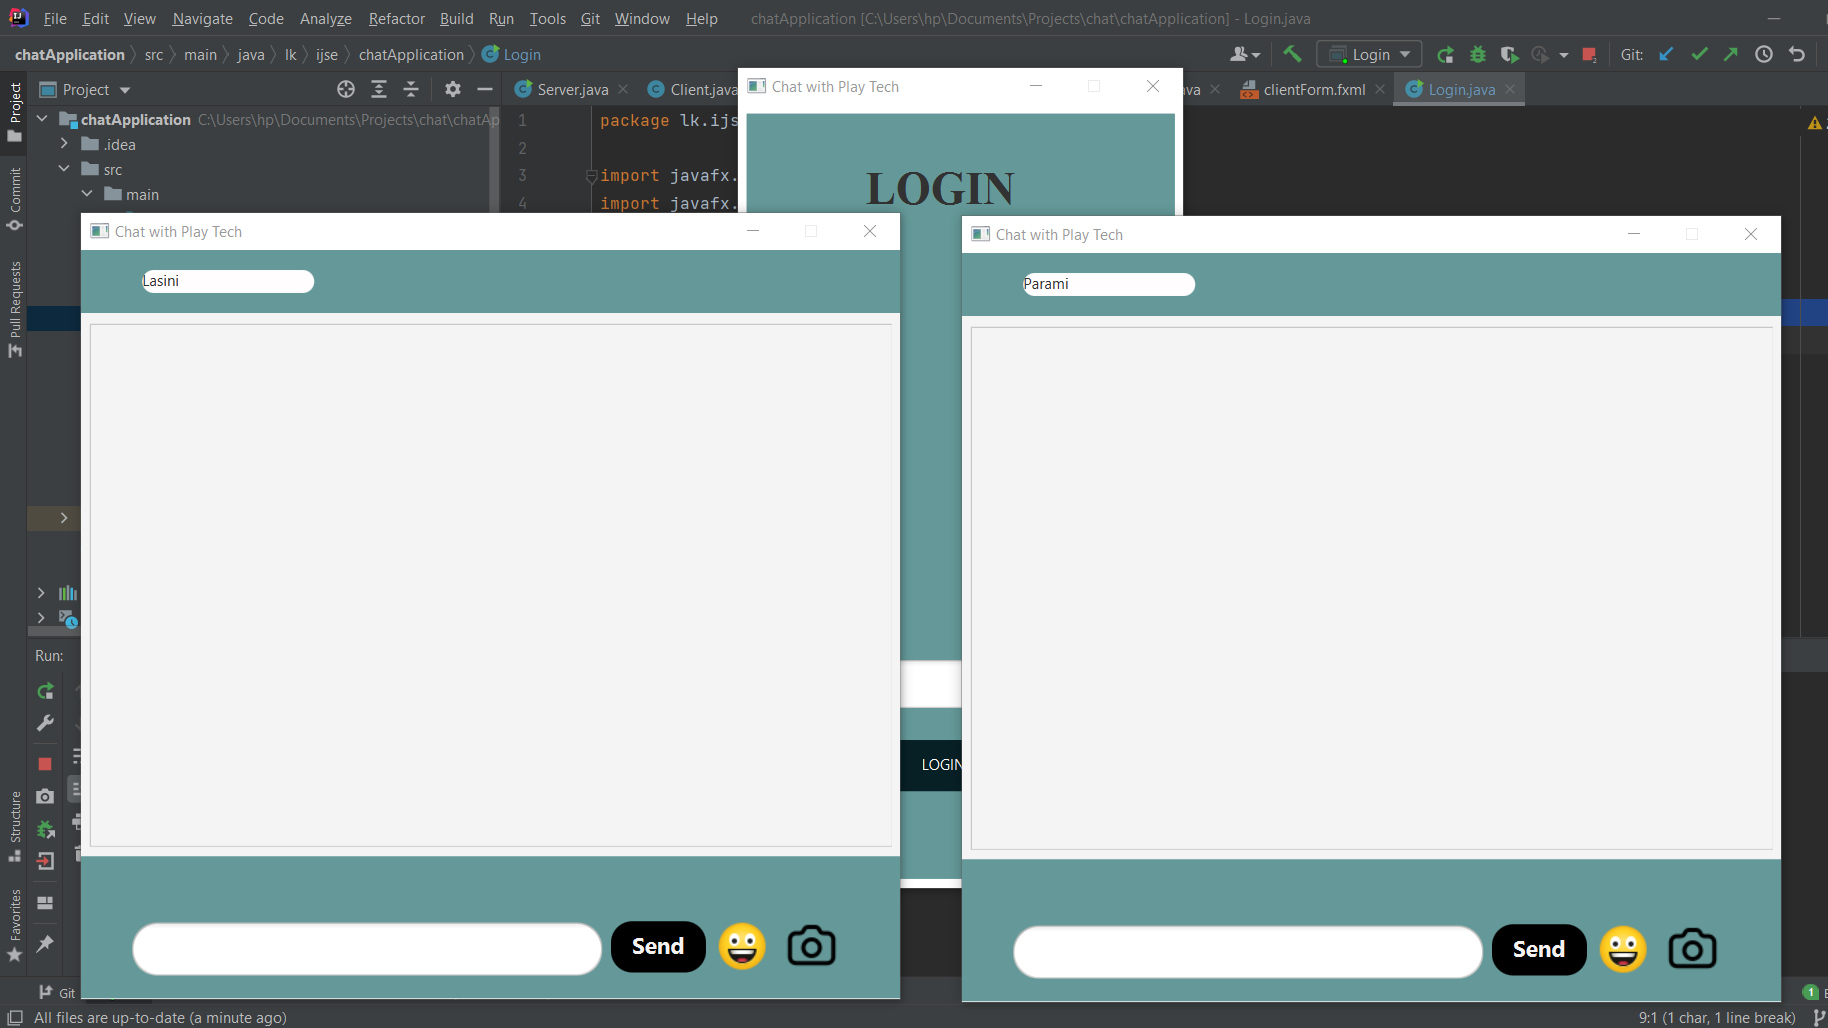 File Edit View Navigate Code Analyze Refactor Build Run Tools Git Window Help chatApplication [C:\Users\hp\Documents\Projects\chat\chatApplication] - Login.java
chatApplication src main java lk ijse chatApplication Login
Login Git:
Project
Server.java Client.java clientForm.fxml Login.java
Project
Commit
Pull Requests
Structure
Favorites
chatApplication C:\Users\hp\Documents\Projects\chat\chatAp
.idea
src
main
1 package lk.ijs
2
3 import javafx.
4 import javafx.
Chat with Play Tech
LOGIN
LOGIN
Chat with Play Tech
Lasini
Send
Chat with Play Tech
Parami
Send
Run:
Git
1
All files are up-to-date (a minute ago)
9:1 (1 char, 1 line break)